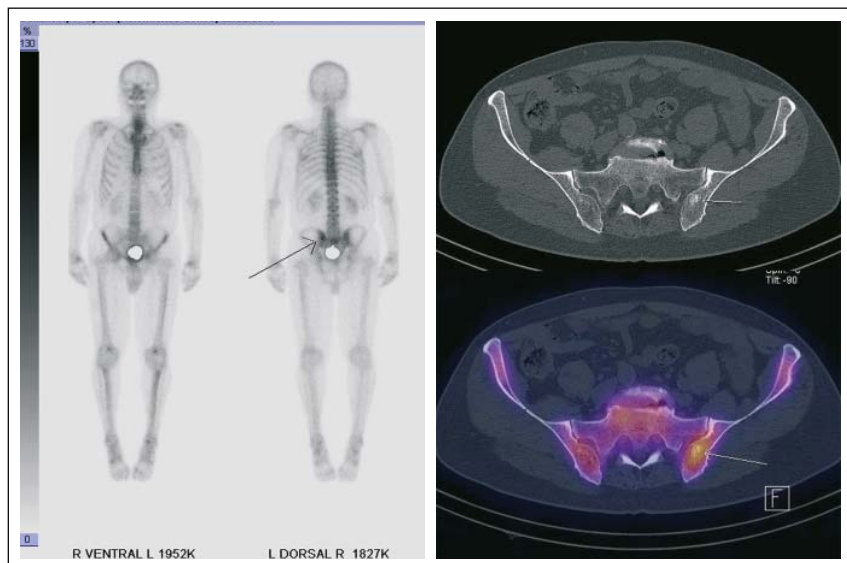 %
130
0
R VENTRAL L 1952K
L DORSAL R 1827K
Tilt: -90
F